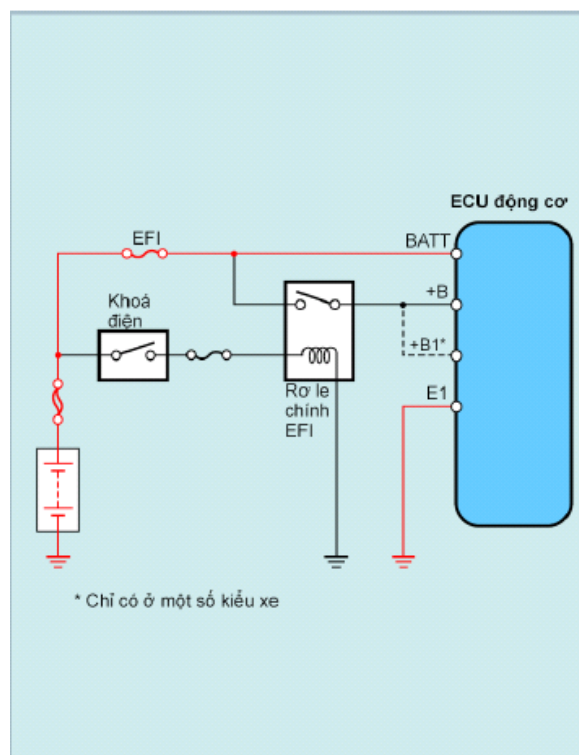 ECU động cơ
EFI
BATT
+B
Khoá
điện
+B1*
Rơ le
chính
EFI
E1
* Chỉ có ở một số kiểu xe